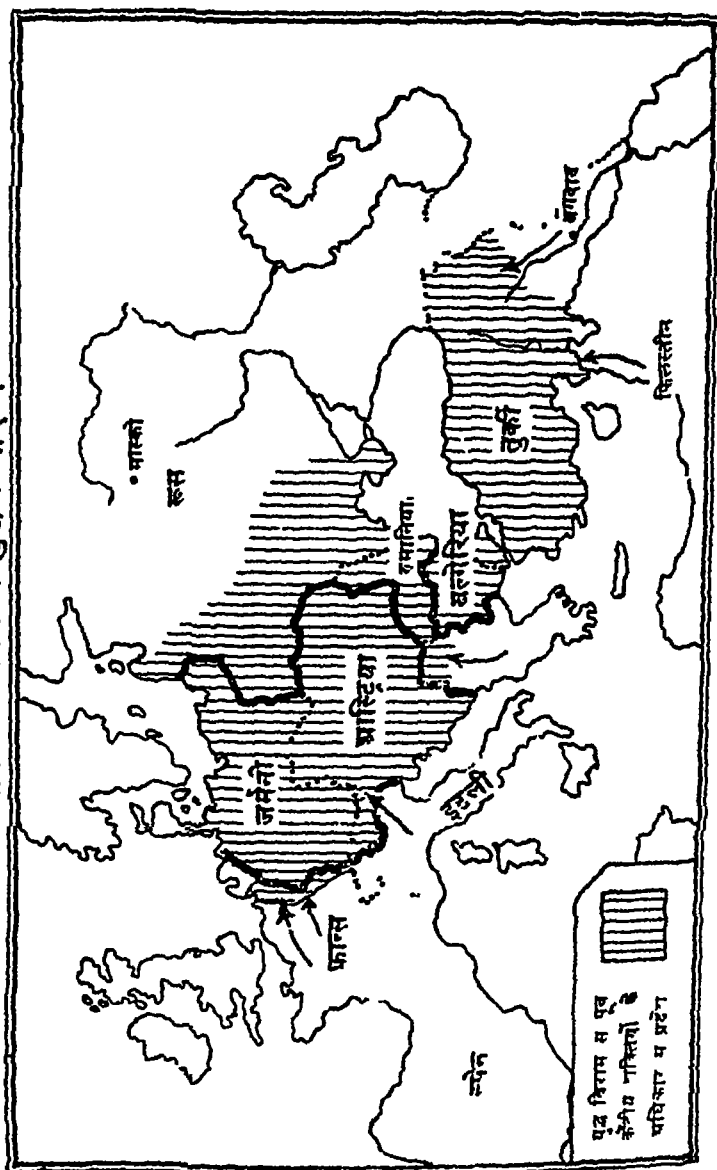 मास्को
रूस
जर्मनी
आस्ट्रिया
रुमानिया
बल्गेरिया
तुर्की
बगदाद
फिलस्तीन
फ्रान्स
इटली
स्पेन
युद्ध विराम स पूव
केंद्रीय शक्तियों के
अधिकार म प्रदेश